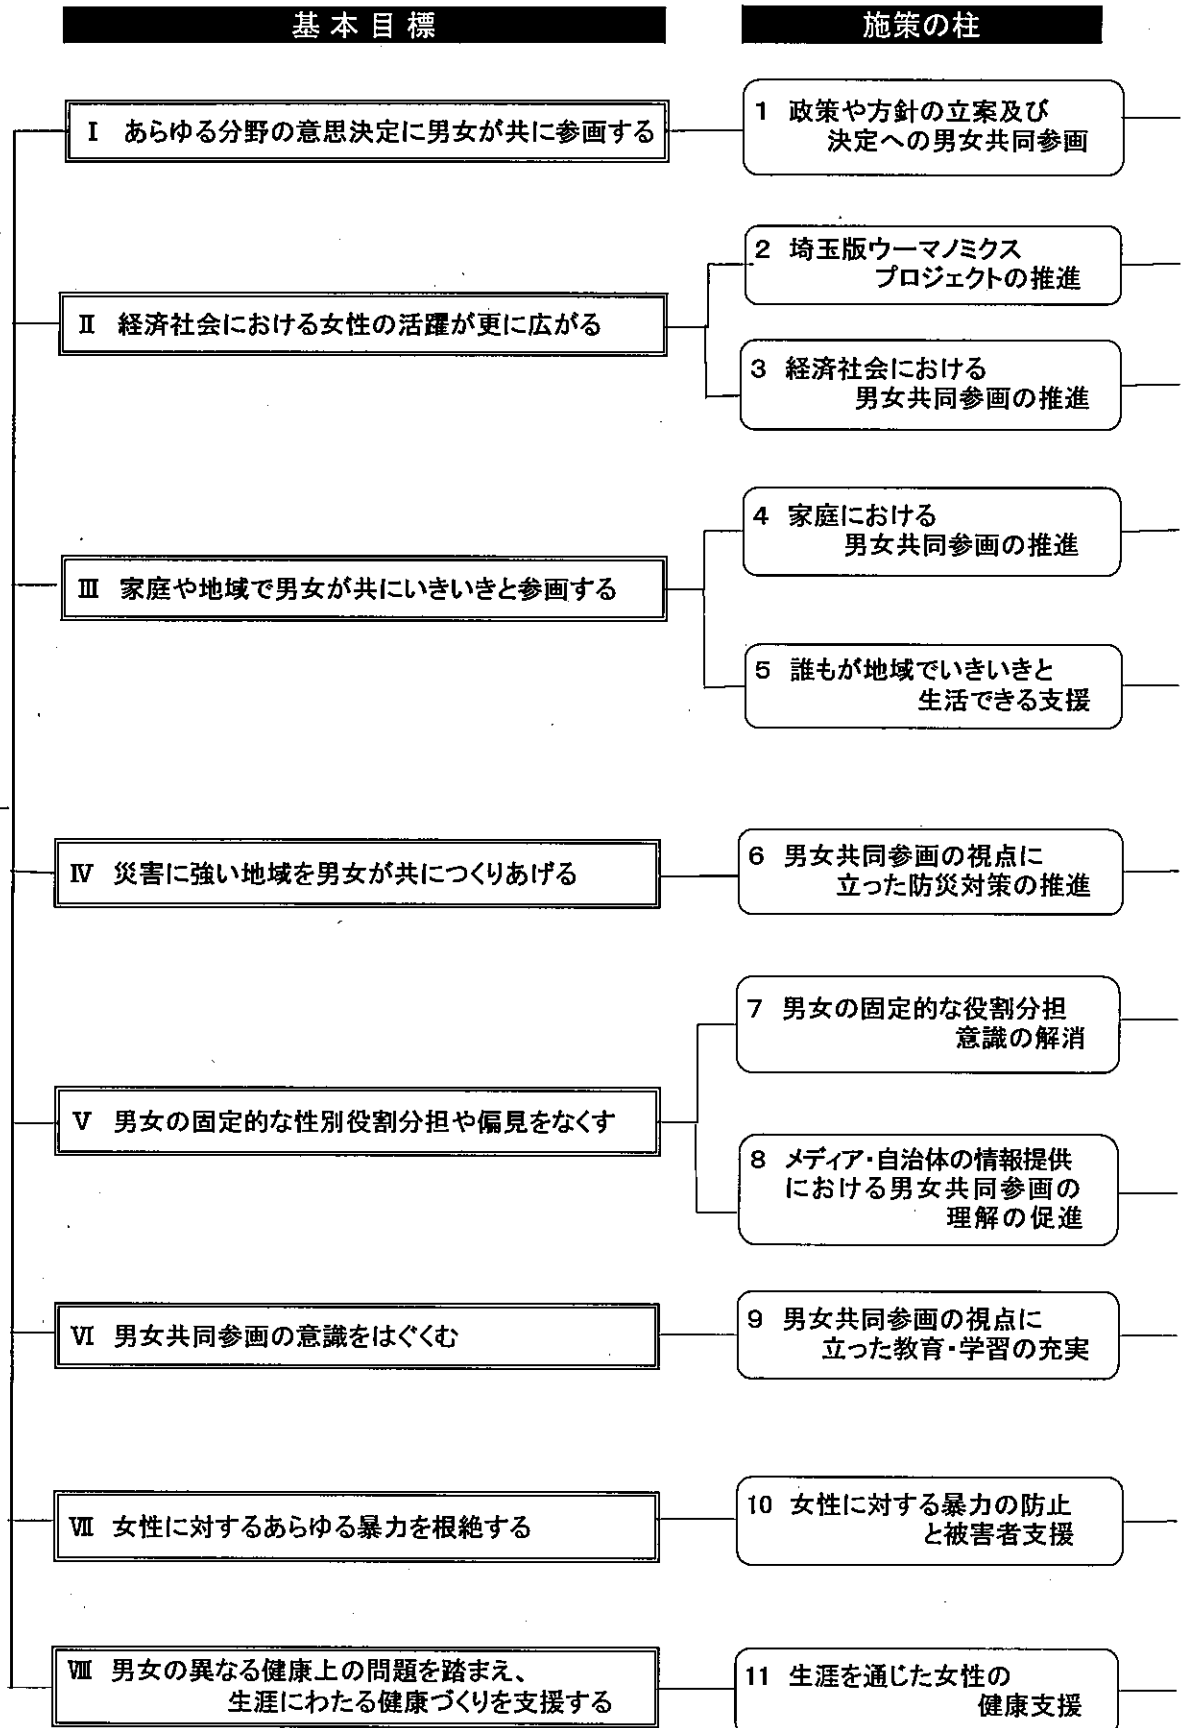 基本目標
施策の柱
Ⅰ あらゆる分野の意思決定に男女が共に参画する
1 政策や方針の立案及び
決定への男女共同参画
Ⅱ 経済社会における女性の活躍が更に広がる
2 埼玉版ウーマノミクス
プロジェクトの推進
3 経済社会における
男女共同参画の推進
Ⅲ 家庭や地域で男女が共にいきいきと参画する
4 家庭における
男女共同参画の推進
5 誰もが地域でいきいきと
生活できる支援
Ⅳ 災害に強い地域を男女が共につくりあげる
6 男女共同参画の視点に
立った防災対策の推進
Ⅴ 男女の固定的な性別役割分担や偏見をなくす
7 男女の固定的な役割分担
意識の解消
8 メディア・自治体の情報提供
における男女共同参画の
理解の促進
Ⅵ 男女共同参画の意識をはぐくむ
9 男女共同参画の視点に
立った教育・学習の充実
Ⅶ 女性に対するあらゆる暴力を根絶する
10 女性に対する暴力の防止
と被害者支援
Ⅷ 男女の異なる健康上の問題を踏まえ、
生涯にわたる健康づくりを支援する
11 生涯を通じた女性の
健康支援